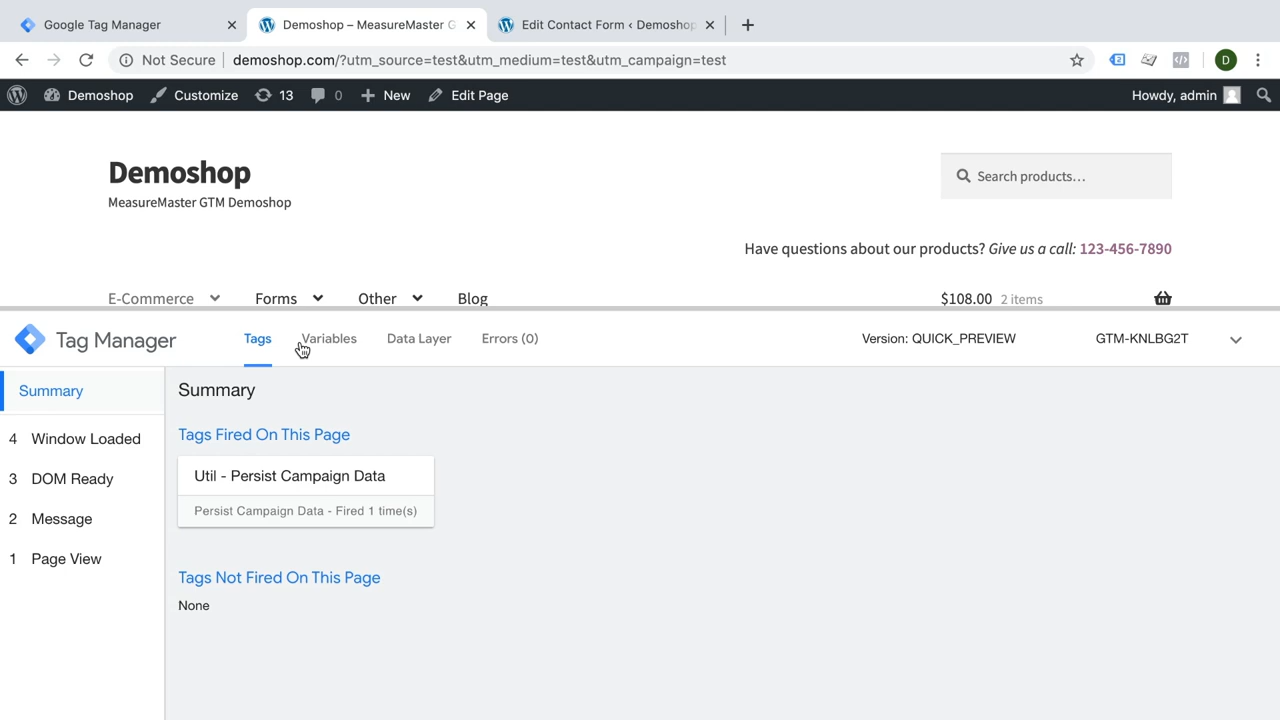 Google Tag Manager
Demoshop – MeasureMaster G
Edit Contact Form ‹ Demoshop
Not Secure
demoshop.com/?utm_source=test&utm_medium=test&utm_campaign=test
D
Demoshop
Customize
13
0
New
Edit Page
Howdy, admin
Demoshop
MeasureMaster GTM Demoshop
Search products…
Have questions about our products? Give us a call: 123-456-7890
E-Commerce
Forms
Other
Blog
$108.00 2 items
Tag Manager
Tags
Variables
Data Layer
Errors (0)
Version: QUICK_PREVIEW
GTM-KNLBG2T
Summary
4 Window Loaded
3 DOM Ready
2 Message
1 Page View
Summary
Tags Fired On This Page
Util - Persist Campaign Data
Persist Campaign Data - Fired 1 time(s)
Tags Not Fired On This Page
None